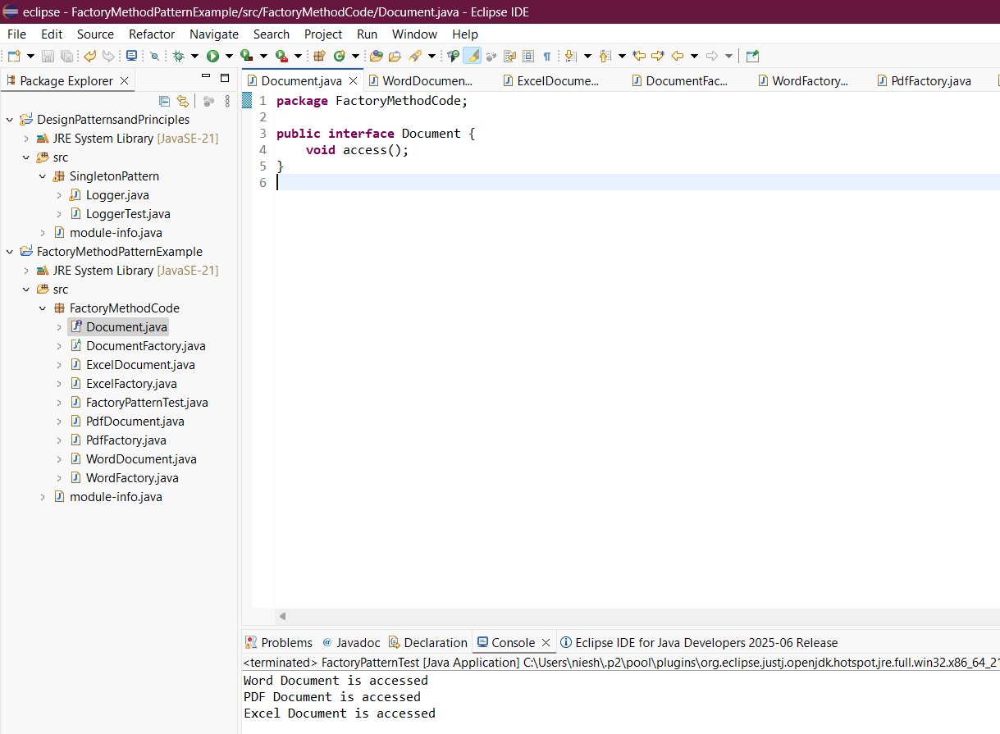 eclipse - FactoryMethodPatternExample/src/FactoryMethodCode/Document.java - Eclipse IDE
File Edit Source Refactor Navigate Search Project Run Window Help
Package Explorer
DesignPatternsandPrinciples
JRE System Library [JavaSE-21]
src
SingletonPattern
Logger.java
LoggerTest.java
module-info.java
FactoryMethodPatternExample
JRE System Library [JavaSE-21]
src
FactoryMethodCode
Document.java
DocumentFactory.java
ExcelDocument.java
ExcelFactory.java
FactoryPatternTest.java
PdfDocument.java
PdfFactory.java
WordDocument.java
WordFactory.java
module-info.java
Document.java WordDocumen... ExcelDocume... DocumentFac... WordFactory... PdfFactory.java
1 package FactoryMethodCode;
2
3 public interface Document {
4 void access();
5 }
6
Problems @ Javadoc Declaration Console Eclipse IDE for Java Developers 2025-06 Release
<terminated> FactoryPatternTest [Java Application] C:\Users\niesh\.p2\pool\plugins\org.eclipse.justj.openjdk.hotspot.jre.full.win32.x86_64_21
Word Document is accessed
PDF Document is accessed
Excel Document is accessed